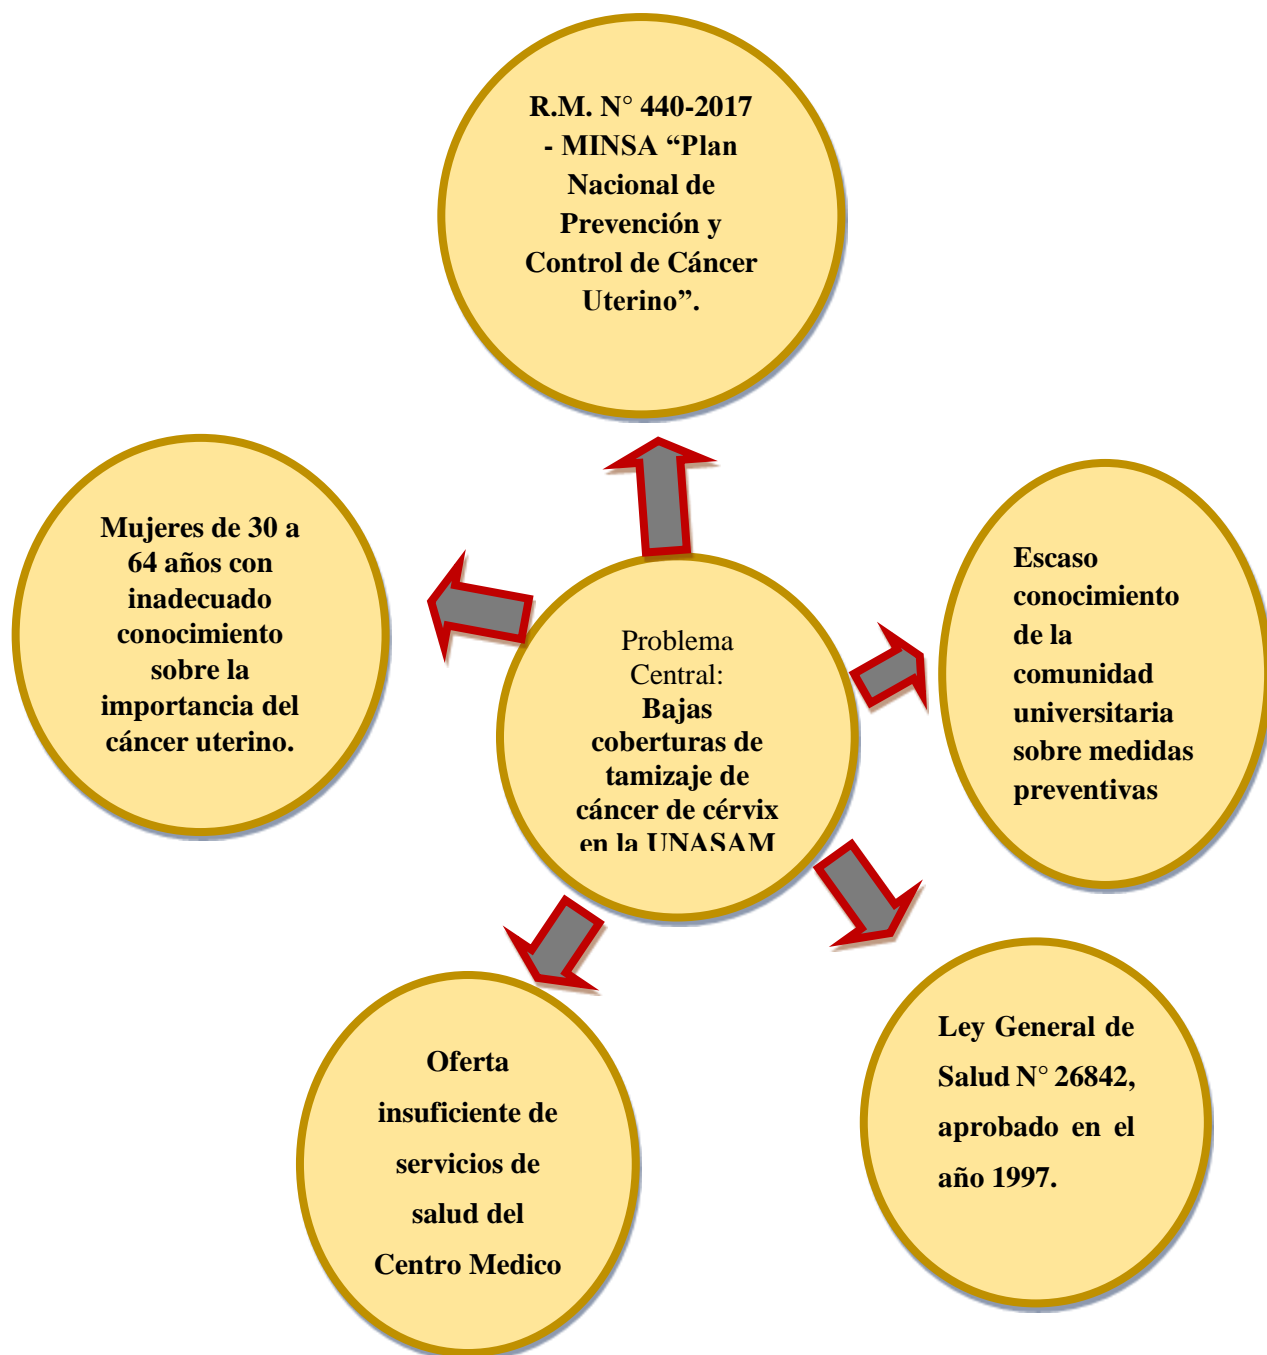 R.M. N° 440-2017
- MINSA “Plan
Nacional de
Prevención y
Control de Cáncer
Uterino”.
Mujeres de 30 a
64 años con
inadecuado
conocimiento
sobre la
importancia del
cáncer uterino.
Problema
Central:
Bajas
coberturas de
tamizaje de
cáncer de cérvix
en la UNASAM
Escaso
conocimiento
de la
comunidad
universitaria
sobre medidas
preventivas
Oferta
insuficiente de
servicios de
salud del
Centro Medico
Ley General de
Salud N° 26842,
aprobado en el
año 1997.